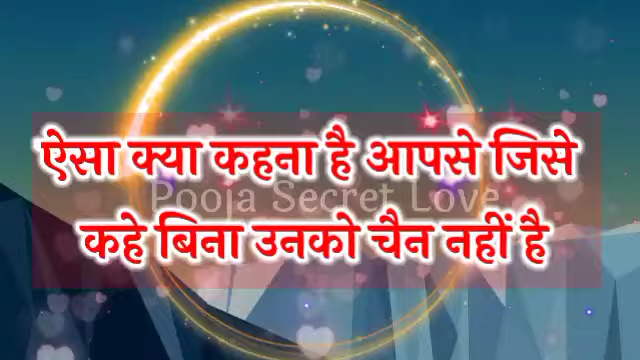 ऐसा क्या कहना है आपसे जिसे
Pooja Secret Love
कहे बिना उनको चैन नहीं है